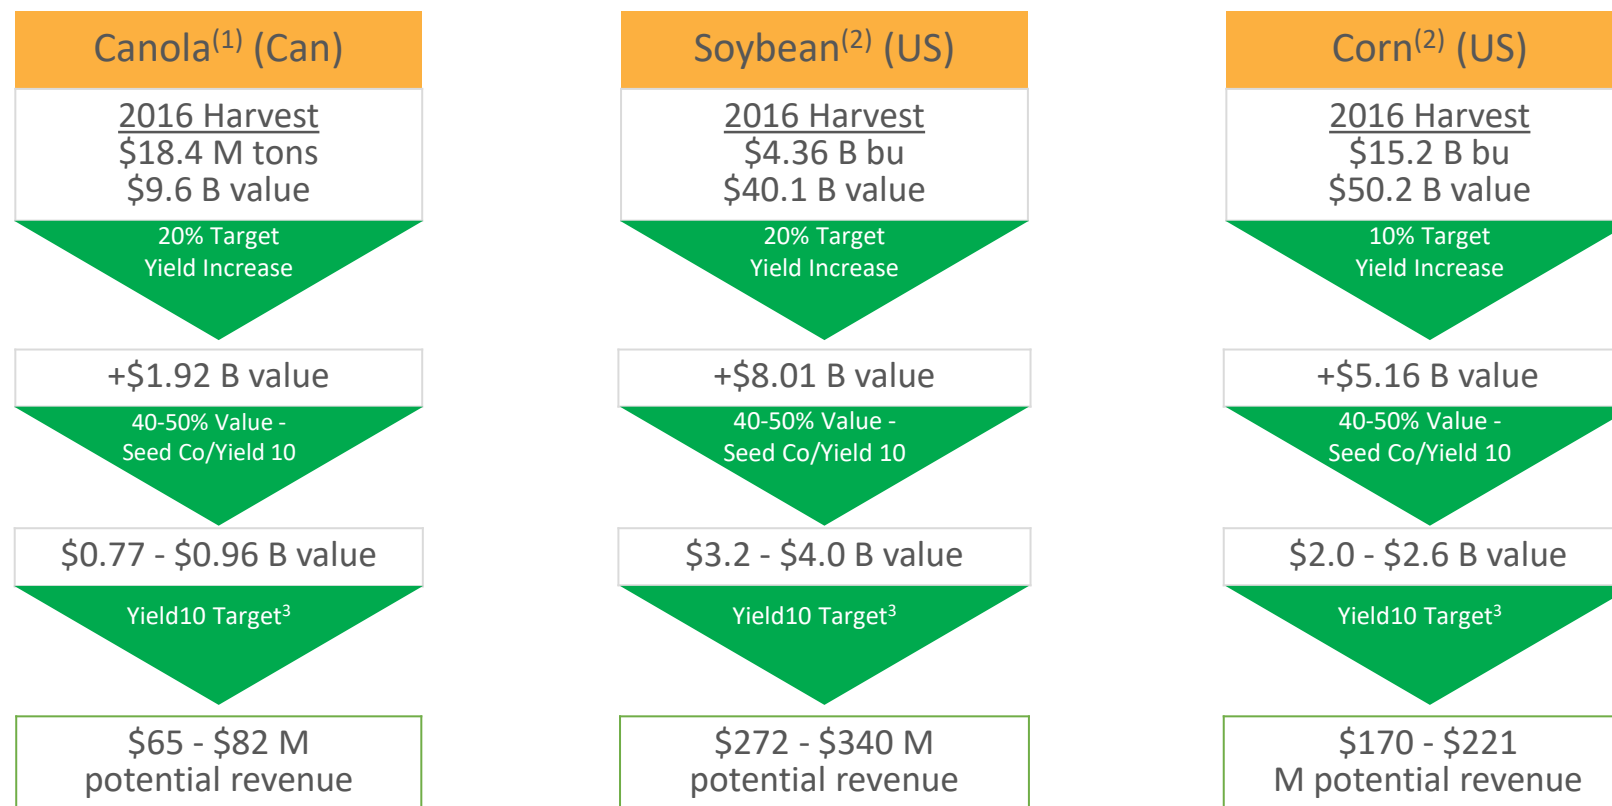 Canola(1) (Can)
2016 Harvest
$18.4 M tons
$9.6 B value
20% Target
Yield Increase
+$1.92 B value
40-50% Value -
Seed Co/Yield 10
$0.77 - $0.96 B value
Yield10 Target3
$65 - $82 M
potential revenue
Soybean(2) (US)
2016 Harvest
$4.36 B bu
$40.1 B value
20% Target
Yield Increase
+$8.01 B value
40-50% Value -
Seed Co/Yield 10
$3.2 - $4.0 B value
Yield10 Target3
$272 - $340 M
potential revenue
Corn(2) (US)
2016 Harvest
$15.2 B bu
$50.2 B value
10% Target
Yield Increase
+$5.16 B value
40-50% Value -
Seed Co/Yield 10
$2.0 - $2.6 B value
Yield10 Target3
$170 - $221
M potential revenue